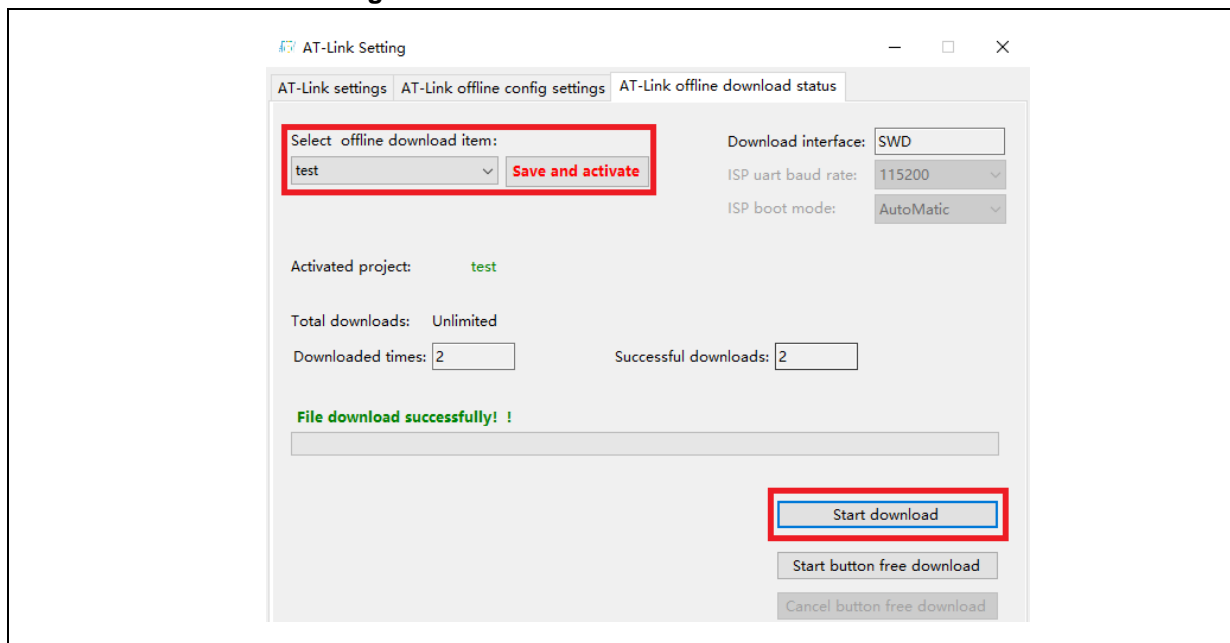 AT-Link Setting
AT-Link settings AT-Link offline config settings AT-Link offline download status
Select offline download item:
test Save and activate
Download interface: SWD
ISP uart baud rate: 115200
ISP boot mode: AutoMatic
Activated project: test
Total downloads: Unlimited
Downloaded times: 2 Successful downloads: 2
File download successfully! !
Start download
Start button free download
Cancel button free download